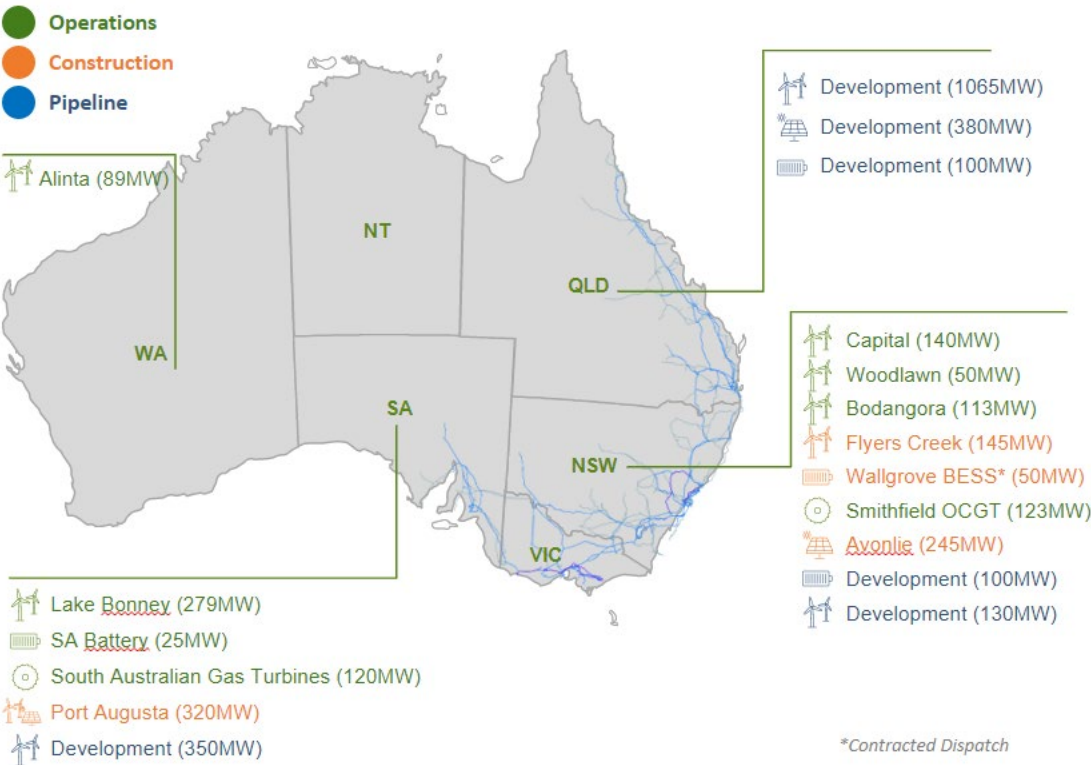 Operations
Construction
Pipeline
Alinta (89MW)
NT
QLD
WA
SA
NSW
VIC
Development (1065MW)
Development (380MW)
Development (100MW)
Capital (140MW)
Woodlawn (50MW)
Bodangora (113MW)
Flyers Creek (145MW)
Wallgrove BESS* (50MW)
Smithfield OCGT (123MW)
Avonlie (245MW)
Development (100MW)
Development (130MW)
Lake Bonney (279MW)
SA Battery (25MW)
South Australian Gas Turbines (120MW)
Port Augusta (320MW)
Development (350MW)
*Contracted Dispatch